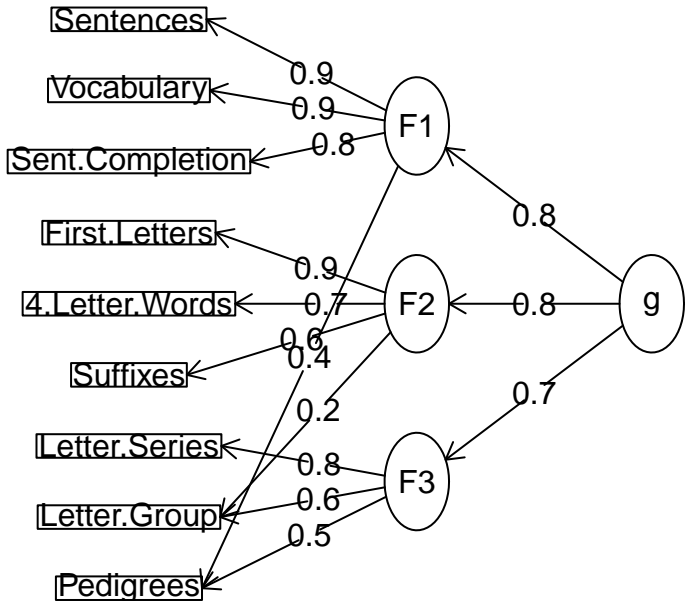 Sentences
0.9
Vocabulary
0.9
F1
Sent.Completion
0.8
0.8
First.Letters
0.9
4.Letter.Words
0.7
F2
0.8
g
0.6
0.4
Suffixes
0.7
0.2
Letter.Series
0.8
F3
0.6
Letter.Group
0.5
Pedigrees